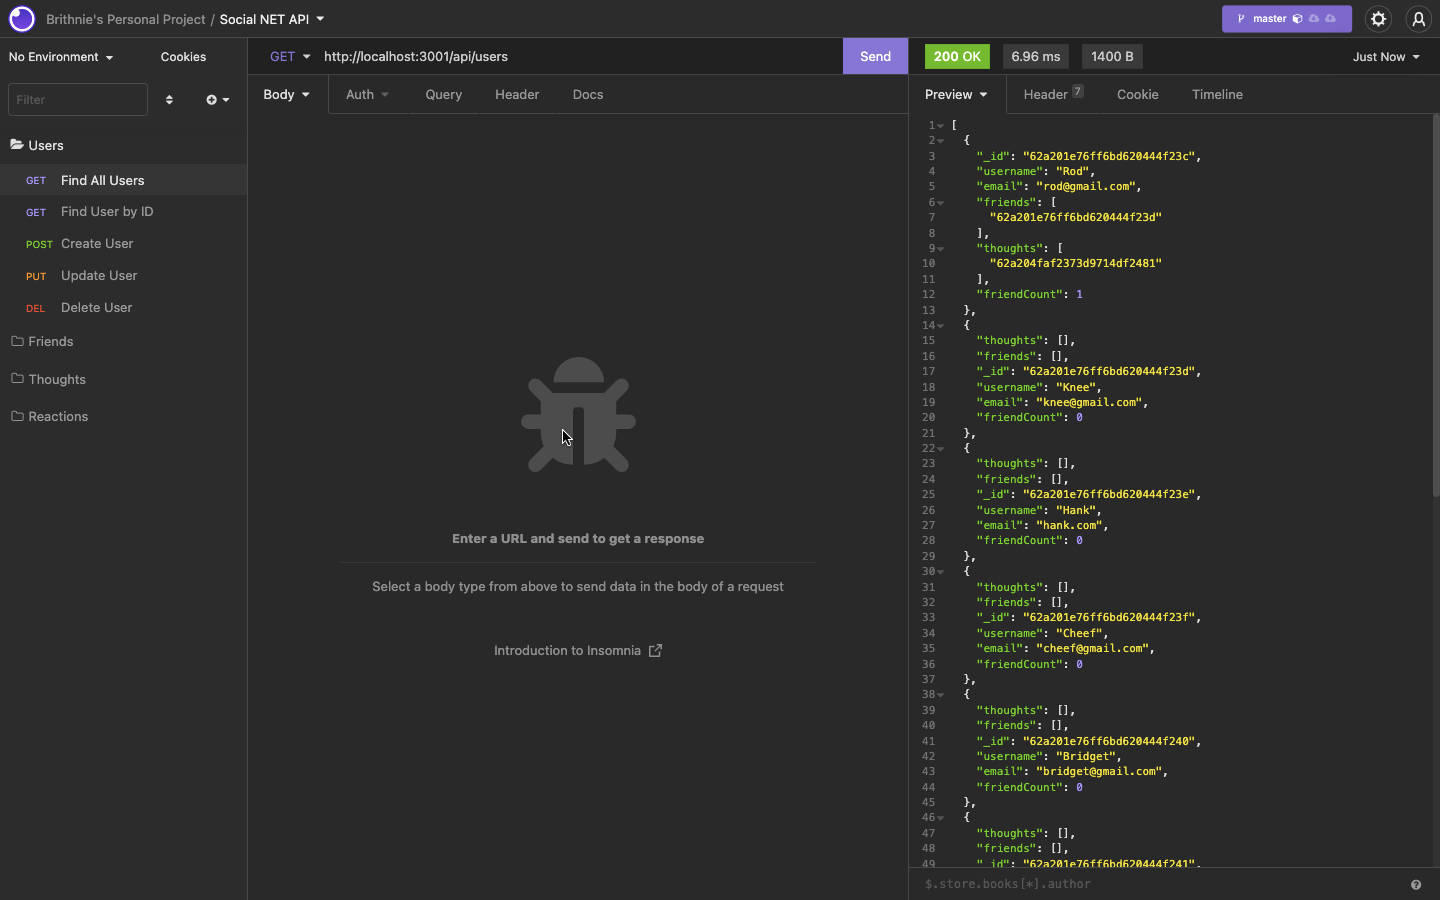 Brithnie's Personal Project / Social NET API
master
No Environment
Cookies
GET http://localhost:3001/api/users
Send
200 OK 6.96 ms 1400 B
Just Now
Filter
Body Auth Query Header Docs
Preview Header 7 Cookie Timeline
Users
GET Find All Users
GET Find User by ID
POST Create User
PUT Update User
DEL Delete User
Friends
Thoughts
Reactions
Enter a URL and send to get a response
Select a body type from above to send data in the body of a request
Introduction to Insomnia
1 [
2 {
3 "_id": "62a201e76ff6bd620444f23c",
4 "username": "Rod",
5 "email": "rod@gmail.com",
6 "friends": [
7 "62a201e76ff6bd620444f23d"
8 ],
9 "thoughts": [
10 "62a204faf2373d9714df2481"
11 ],
12 "friendCount": 1
13 },
14 {
15 "thoughts": [],
16 "friends": [],
17 "_id": "62a201e76ff6bd620444f23d",
18 "username": "Knee",
19 "email": "knee@gmail.com",
20 "friendCount": 0
21 },
22 {
23 "thoughts": [],
24 "friends": [],
25 "_id": "62a201e76ff6bd620444f23e",
26 "username": "Hank",
27 "email": "hank.com",
28 "friendCount": 0
29 },
30 {
31 "thoughts": [],
32 "friends": [],
33 "_id": "62a201e76ff6bd620444f23f",
34 "username": "Cheef",
35 "email": "cheef@gmail.com",
36 "friendCount": 0
37 },
38 {
39 "thoughts": [],
40 "friends": [],
41 "_id": "62a201e76ff6bd620444f240",
42 "username": "Bridget",
43 "email": "bridget@gmail.com",
44 "friendCount": 0
45 },
46 {
47 "thoughts": [],
48 "friends": [],
49 "_id": "62a201e76ff6bd620444f241",
$.store.books[*].author